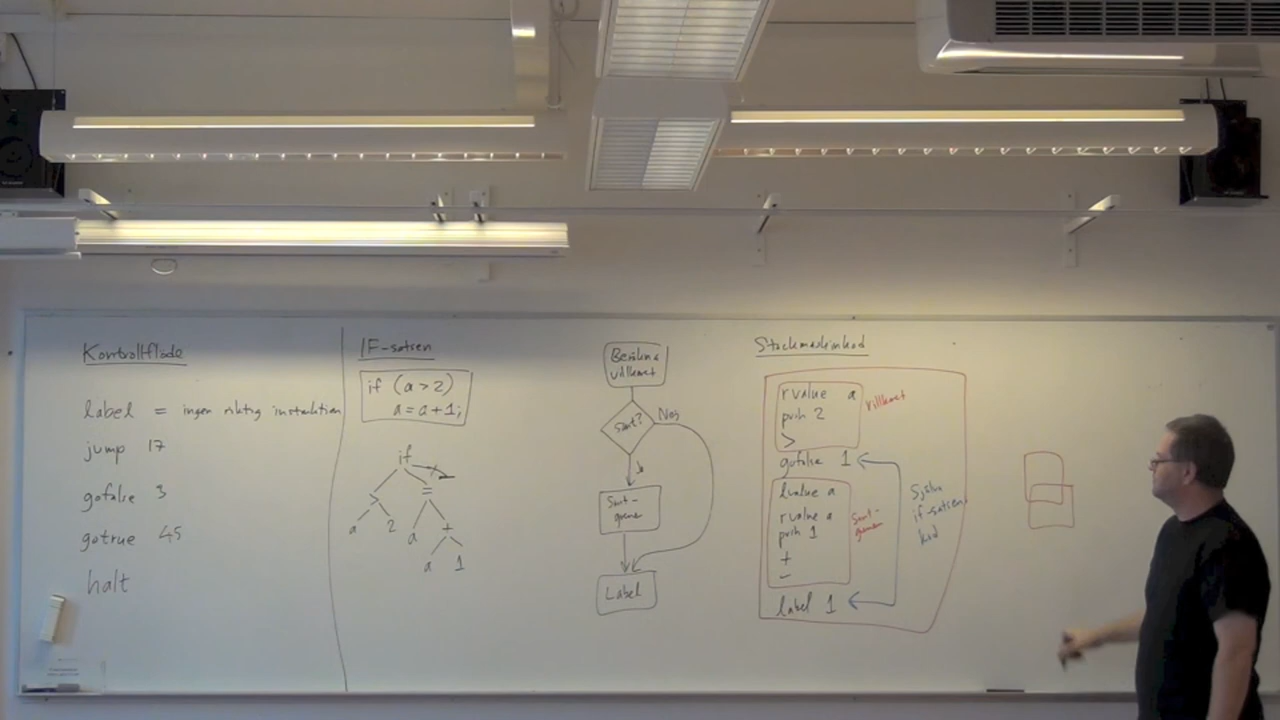 Kontrollflöde
label = ingen riktig instruktion
jump 17
gofalse 3
gotrue 45
halt
IF-satsen
if (a > 2)
a = a + 1;
if
>
=
a
2
a
+
a
1
Beräkna
villkoret
Sant?
Nej
Ja
Sant-
grenen
Label
Stackmaskinkod
rvalue a
push 2
>
Villkoret
gofalse 1
lvalue a
rvalue a
push 1
+
Sant-
grenen
label 1
Själva
if-satsens
kod